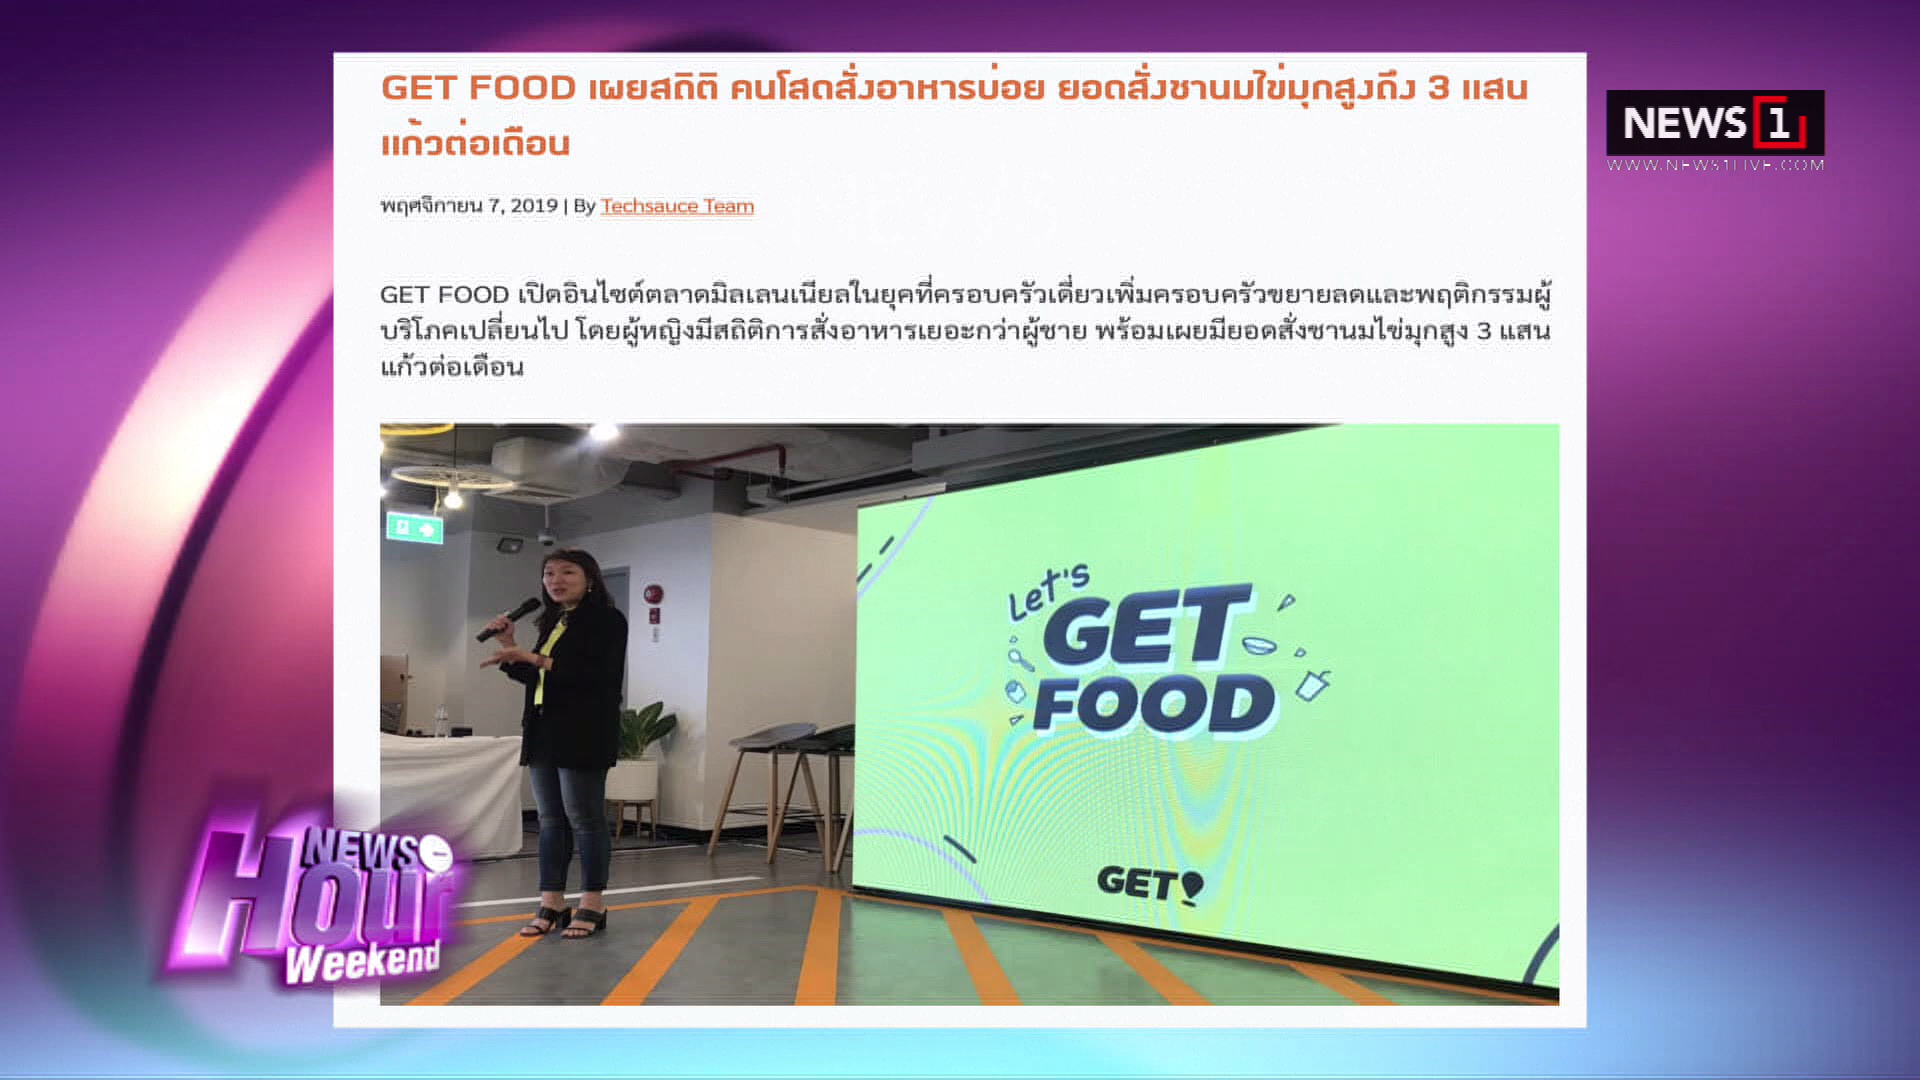 GET FOOD เผยสถิติ คนโสดสั่งอาหารบ่อย ยอดสั่งชานมไข่มุกสูงถึง 3 แสน
แก้วต่อเดือน
พฤศจิกายน 7, 2019 | By Techsauce Team
GET FOOD เปิดอินไซต์ตลาดมิลเลนเนียลในยุคที่ครอบครัวเดี่ยวเพิ่มครอบครัวขยายลดและพฤติกรรมผู้
บริโภคเปลี่ยนไป โดยผู้หญิงมีสถิติการสั่งอาหารเยอะกว่าผู้ชาย พร้อมเผยมียอดสั่งชานมไข่มุกสูง 3 แสน
แก้วต่อเดือน
NEWS 1
WWW.NEWS1LIVE.COM
Let's
GET
FOOD
GET
NEWS
Hour
Weekend